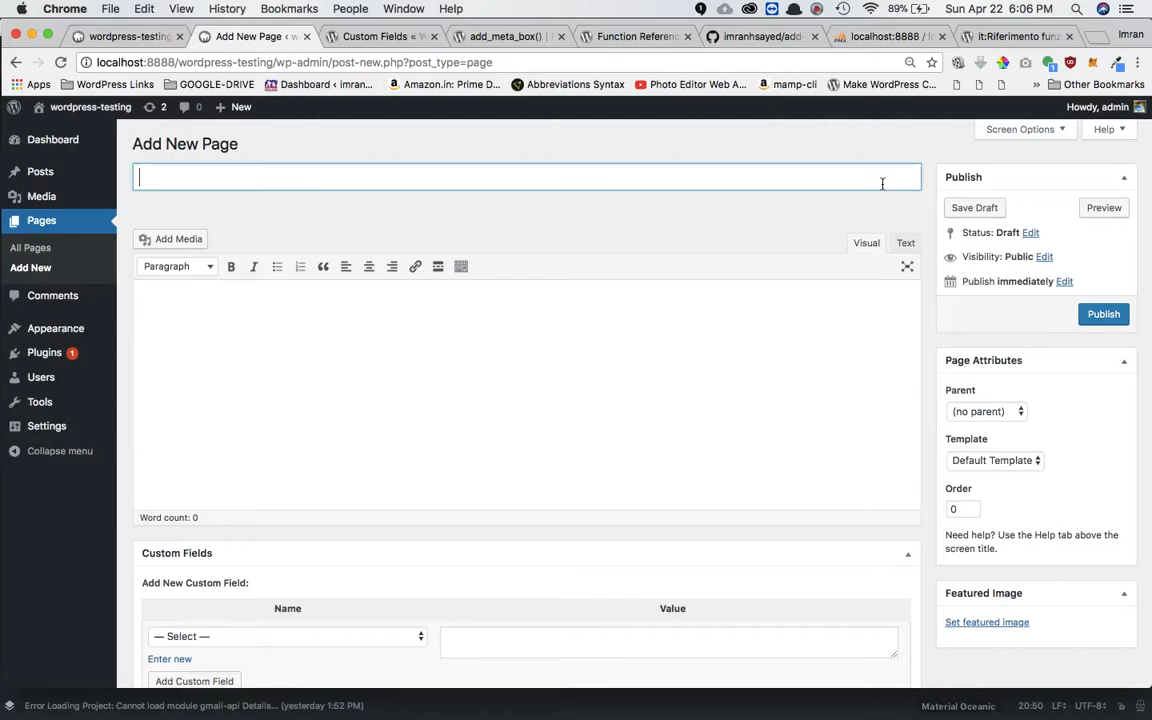 Chrome File Edit View History Bookmarks People Window Help 89% Sun Apr 22 6:06 PM
wordpress-testing Add New Page ‹ w Custom Fields « W add_meta_box() | Function Referenc imranhsayed/add- localhost:8888 / lo it:Riferimento funz Imran
localhost:8888/wordpress-testing/wp-admin/post-new.php?post_type=page
Apps WordPress Links GOOGLE-DRIVE Dashboard ‹ imran... Amazon.in: Prime D... Abbreviations Syntax Photo Editor Web A... mamp-cli Make WordPress C... » Other Bookmarks
wordpress-testing 2 0 New Howdy, admin
Screen Options Help
Dashboard
Posts
Media
Pages
All Pages
Add New
Comments
Appearance
Plugins 1
Users
Tools
Settings
Collapse menu
Add New Page
Add Media
Visual Text
Paragraph
Word count: 0
Custom Fields
Add New Custom Field:
Name Value
— Select —
Enter new
Add Custom Field
Publish
Save Draft Preview
Status: Draft Edit
Visibility: Public Edit
Publish immediately Edit
Publish
Page Attributes
Parent
(no parent)
Template
Default Template
Order
0
Need help? Use the Help tab above the
screen title.
Featured Image
Set featured image
Error Loading Project: Cannot load module gmail-api Details... (yesterday 1:52 PM) Material Oceanic 20:50 LF UTF-8